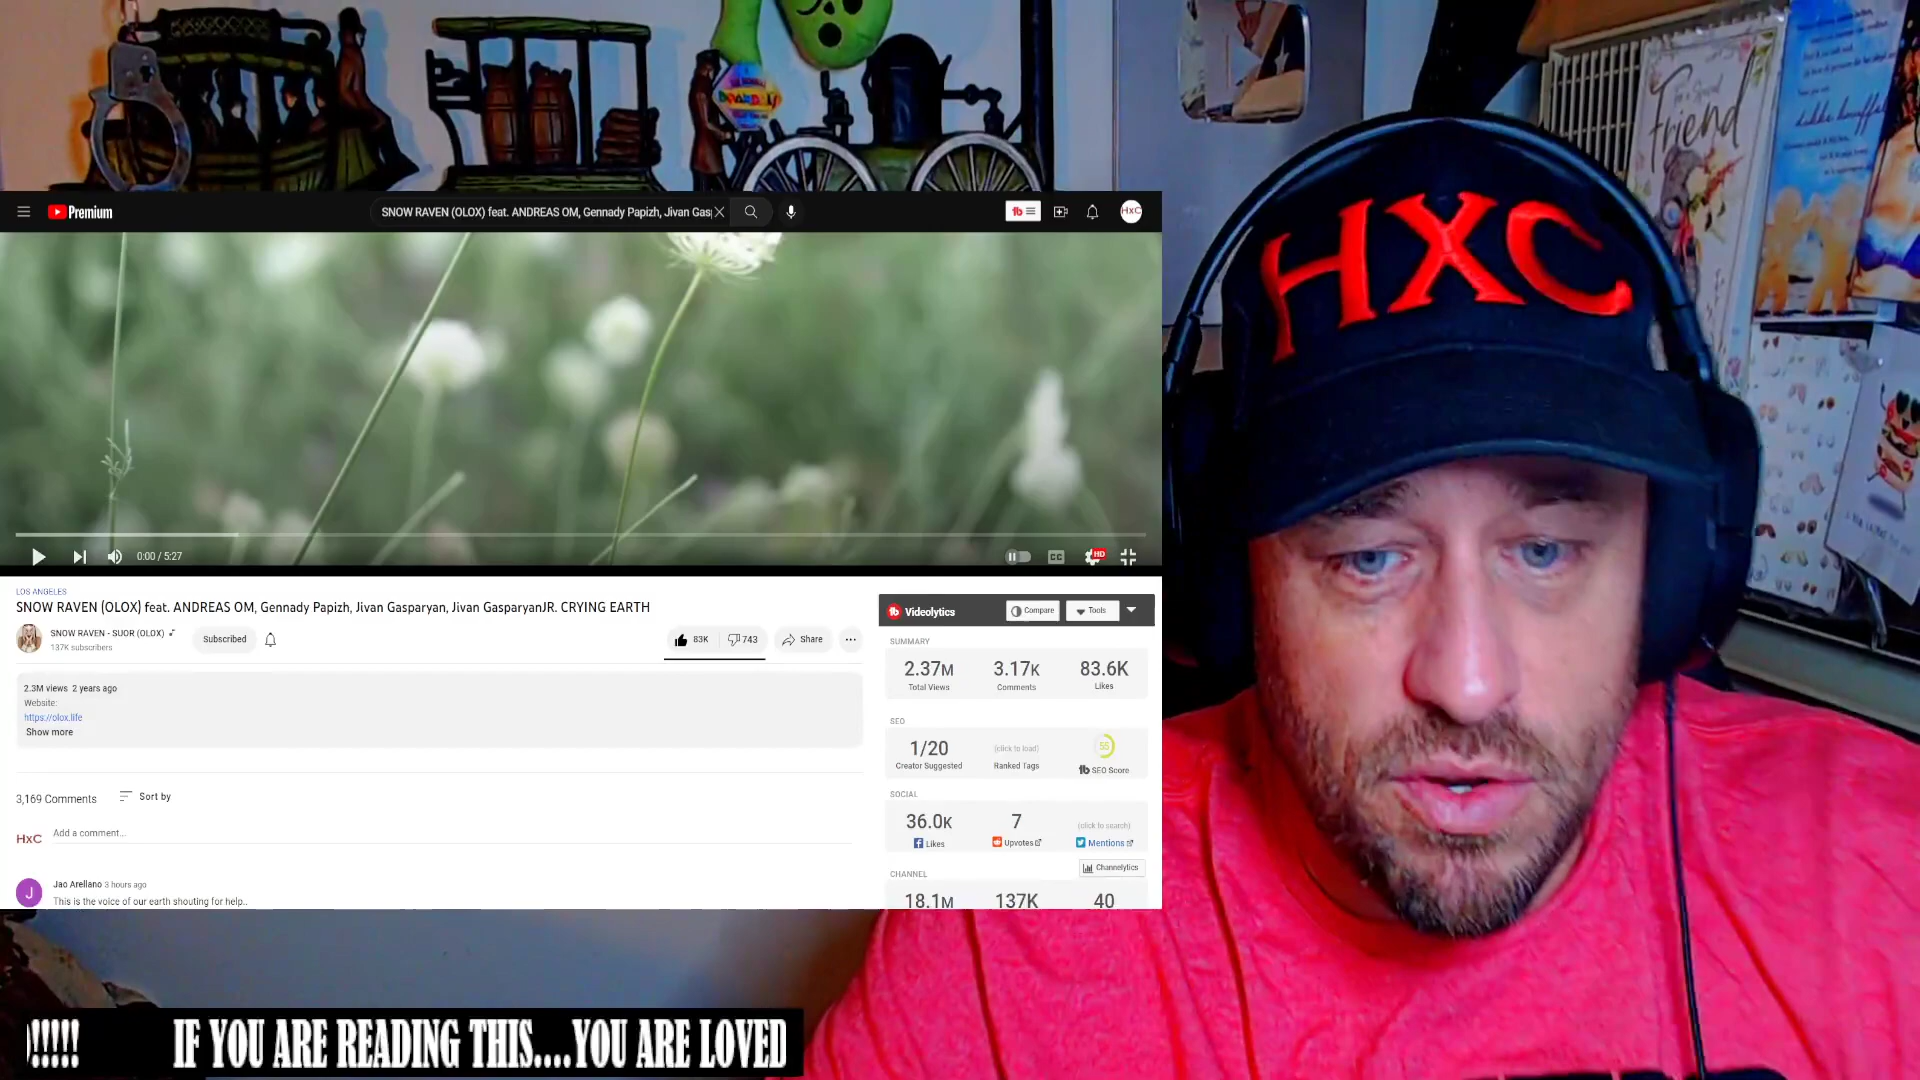 Friend
Premium
SNOW RAVEN (OLOX) feat. ANDREAS OM, Gennady Papizh, Jivan Gas
HxC
HXC
0:00 / 5:27
CC
HD
LOS ANGELES
SNOW RAVEN (OLOX) feat. ANDREAS OM, Gennady Papizh, Jivan Gasparyan, Jivan GasparyanJR. CRYING EARTH
SNOW RAVEN - SUOR (OLOX)
137K subscribers
Subscribed
83K
743
Share
2.3M views 2 years ago
Website:
https://olox.life
Show more
3,169 Comments
Sort by
HxC
Add a comment...
J
Jao Arellano 3 hours ago
This is the voice of our earth shouting for help..
Videolytics
Compare
Tools
SUMMARY
2.37M
3.17K
83.6K
Total Views
Comments
Likes
SEO
1/20
(click to load)
55
Creator Suggested
Ranked Tags
SEO Score
SOCIAL
36.0K
7
(click to search)
Likes
Upvotes
Mentions
Channelytics
CHANNEL
18.1M
137K
40
!!!!! IF YOU ARE READING THIS....YOU ARE LOVED